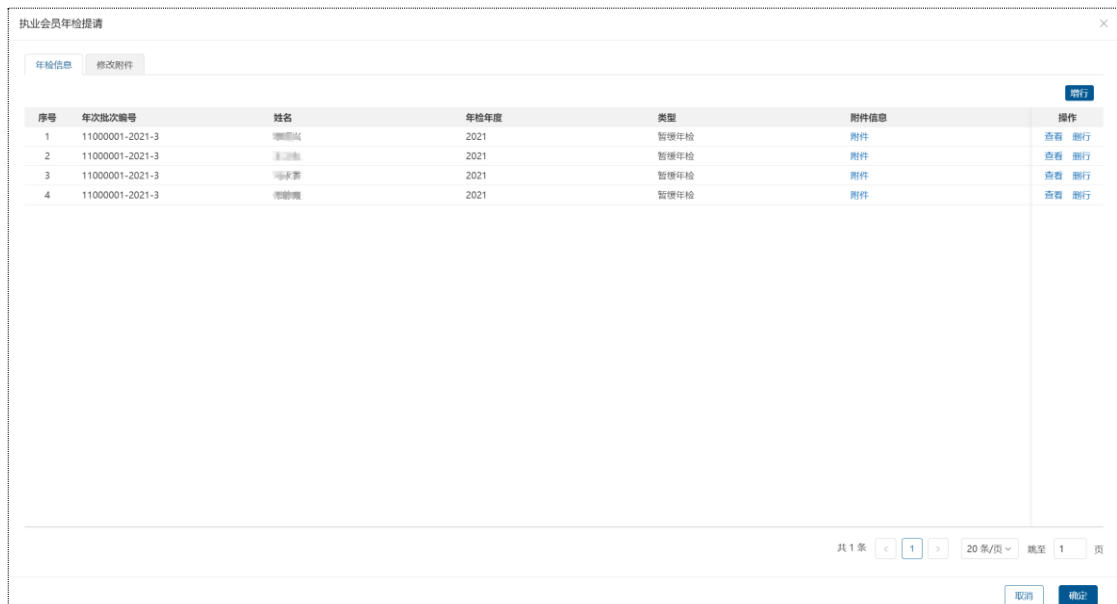 执业会员年检提请
年检信息 修改附件
增行
序号 年次批次编号 姓名 年检年度 类型 附件信息 操作
1 11000001-2021-3 2021 暂缓年检 附件 查看 删行
2 11000001-2021-3 2021 暂缓年检 附件 查看 删行
3 11000001-2021-3 2021 暂缓年检 附件 查看 删行
4 11000001-2021-3 2021 暂缓年检 附件 查看 删行
共 1 条 < 1 > 20 条/页 跳至 1 页
取消 确定